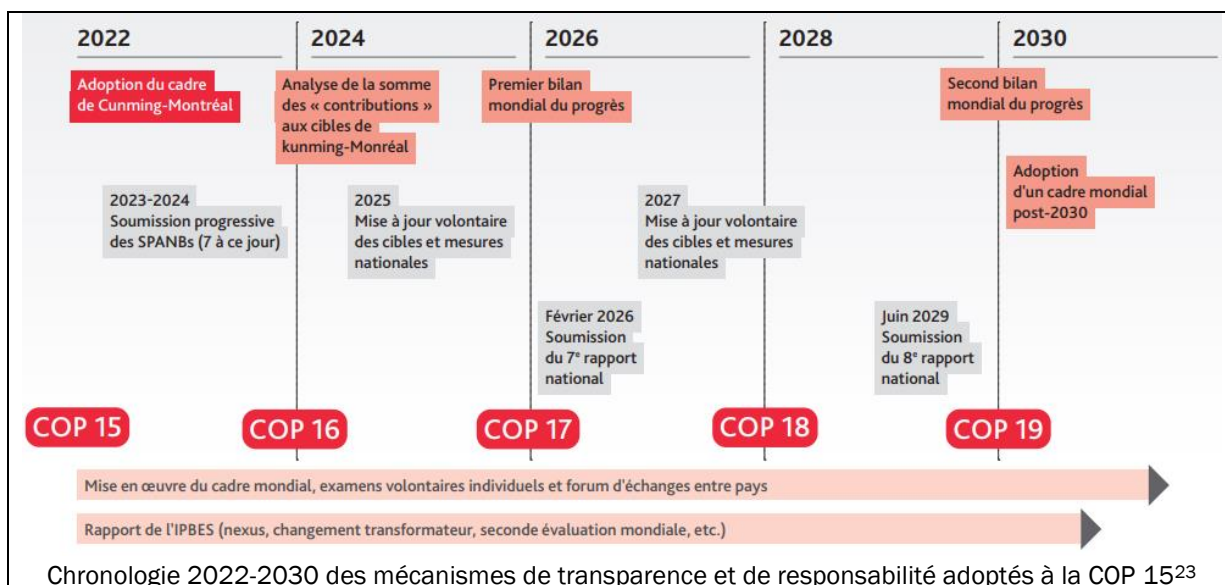 2022
2024
2026
2028
2030
Adoption du cadre
de Cunming-Montréal
Analyse de la somme
des « contributions »
aux cibles de
kunming-Monréal
Premier bilan
mondial du progrès
Second bilan
mondial du progrès
Adoption
d'un cadre mondial
post-2030
2023-2024
Soumission progressive
des SPANBs (7 à ce jour)
2025
Mise à jour volontaire
des cibles et mesures
nationales
2027
Mise à jour volontaire
des cibles et mesures
nationales
Février 2026
Soumission
du 7e rapport
national
Juin 2029
Soumission
du 8e rapport
national
COP 15
COP 16
COP 17
COP 18
COP 19
Mise en œuvre du cadre mondial, examens volontaires individuels et forum d'échanges entre pays
Rapport de l'IPBES (nexus, changement transformateur, seconde évaluation mondiale, etc.)
Chronologie 2022-2030 des mécanismes de transparence et de responsabilité adoptés à la COP 15²³